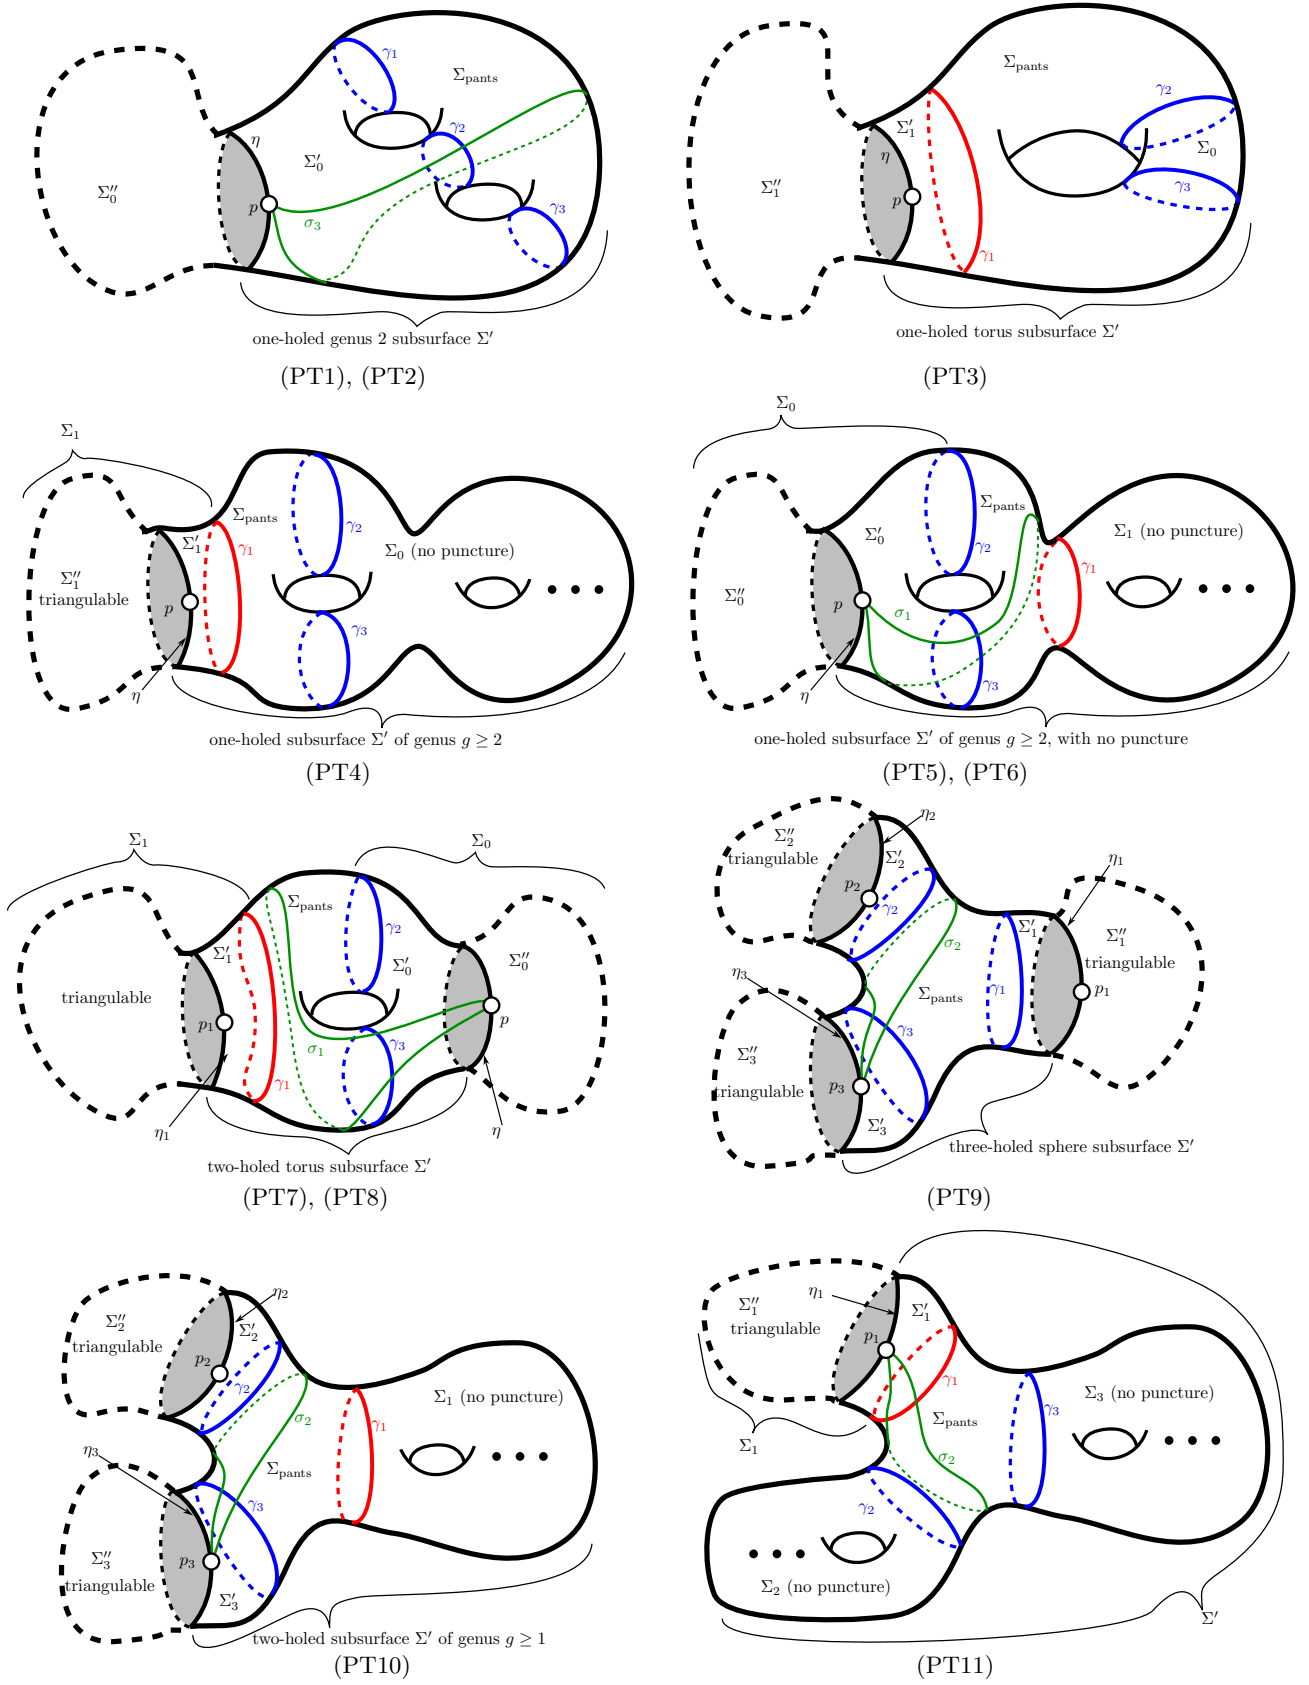 γ1
Σpants
η
γ2
Σ′0
Σ′′0
p
σ3
γ3
one-holed genus 2 subsurface Σ′
(PT1), (PT2)
Σpants
γ2
Σ′1
η
Σ0
Σ′′1
p
γ3
γ1
one-holed torus subsurface Σ′
(PT3)
Σ1
Σpants
γ2
Σ′1
γ1
Σ0 (no puncture)
Σ′′1
triangulable
p
γ3
η
one-holed subsurface Σ′ of genus g ≥ 2
(PT4)
Σ0
Σpants
Σ′0
Σ1 (no puncture)
γ2
γ1
Σ′′0
p
σ1
γ3
η
one-holed subsurface Σ′ of genus g ≥ 2, with no puncture
(PT5), (PT6)
Σ1
Σ0
Σpants
γ2
Σ′1
Σ′0
Σ′′0
triangulable
p1
p
σ1
γ3
γ1
η1
η
two-holed torus subsurface Σ′
(PT7), (PT8)
η2
Σ′′2
triangulable
Σ′2
η1
p2
γ2
Σ′1
Σ′′1
triangulable
σ2
η3
γ1
p1
Σpants
γ3
Σ′′3
triangulable
p3
Σ′3
three-holed sphere subsurface Σ′
(PT9)
η2
Σ′′2
triangulable
Σ′2
p2
γ2
Σ1 (no puncture)
σ2
γ1
η3
Σpants
γ3
Σ′′3
triangulable
p3
Σ′3
two-holed subsurface Σ′ of genus g ≥ 1
(PT10)
η1
Σ′′1
triangulable
Σ′1
p1
γ1
Σ3 (no puncture)
γ3
Σpants
Σ1
σ2
γ2
Σ2 (no puncture)
Σ′
(PT11)